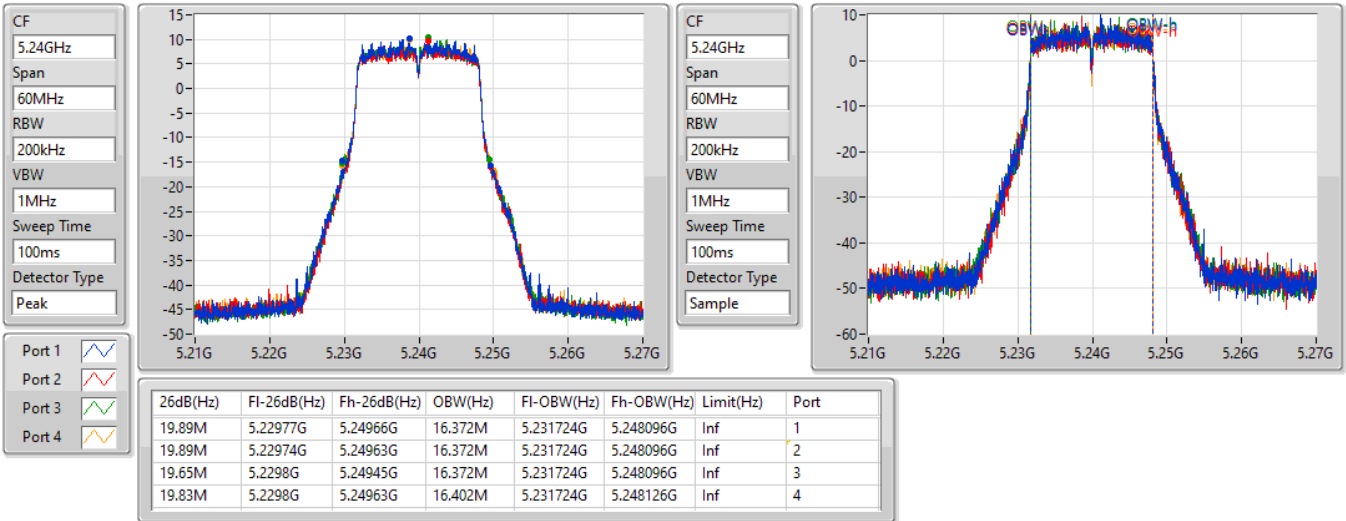 CF
5.24GHz
Span
60MHz
RBW
200kHz
VBW
1MHz
Sweep Time
100ms
Detector Type
Peak
15-
10-
5-
0-
-5-
-10-
-15-
-20-
-25-
-30-
-35-
-40-
-45-
-50-
5.21G 5.22G 5.23G 5.24G 5.25G 5.26G 5.27G
CF
5.24GHz
Span
60MHz
RBW
200kHz
VBW
1MHz
Sweep Time
100ms
Detector Type
Sample
10-
0-
-10-
-20-
-30-
-40-
-50-
-60-
OBW-h
5.21G 5.22G 5.23G 5.24G 5.25G 5.26G 5.27G
Port 1
Port 2
Port 3
Port 4
26dB(Hz) Fl-26dB(Hz) Fh-26dB(Hz) OBW(Hz) Fl-OBW(Hz) Fh-OBW(Hz) Limit(Hz) Port
19.89M 5.22977G 5.24966G 16.372M 5.231724G 5.248096G Inf 1
19.89M 5.22974G 5.24963G 16.372M 5.231724G 5.248096G Inf 2
19.65M 5.2298G 5.24945G 16.372M 5.231724G 5.248096G Inf 3
19.83M 5.2298G 5.24963G 16.402M 5.231724G 5.248126G Inf 4